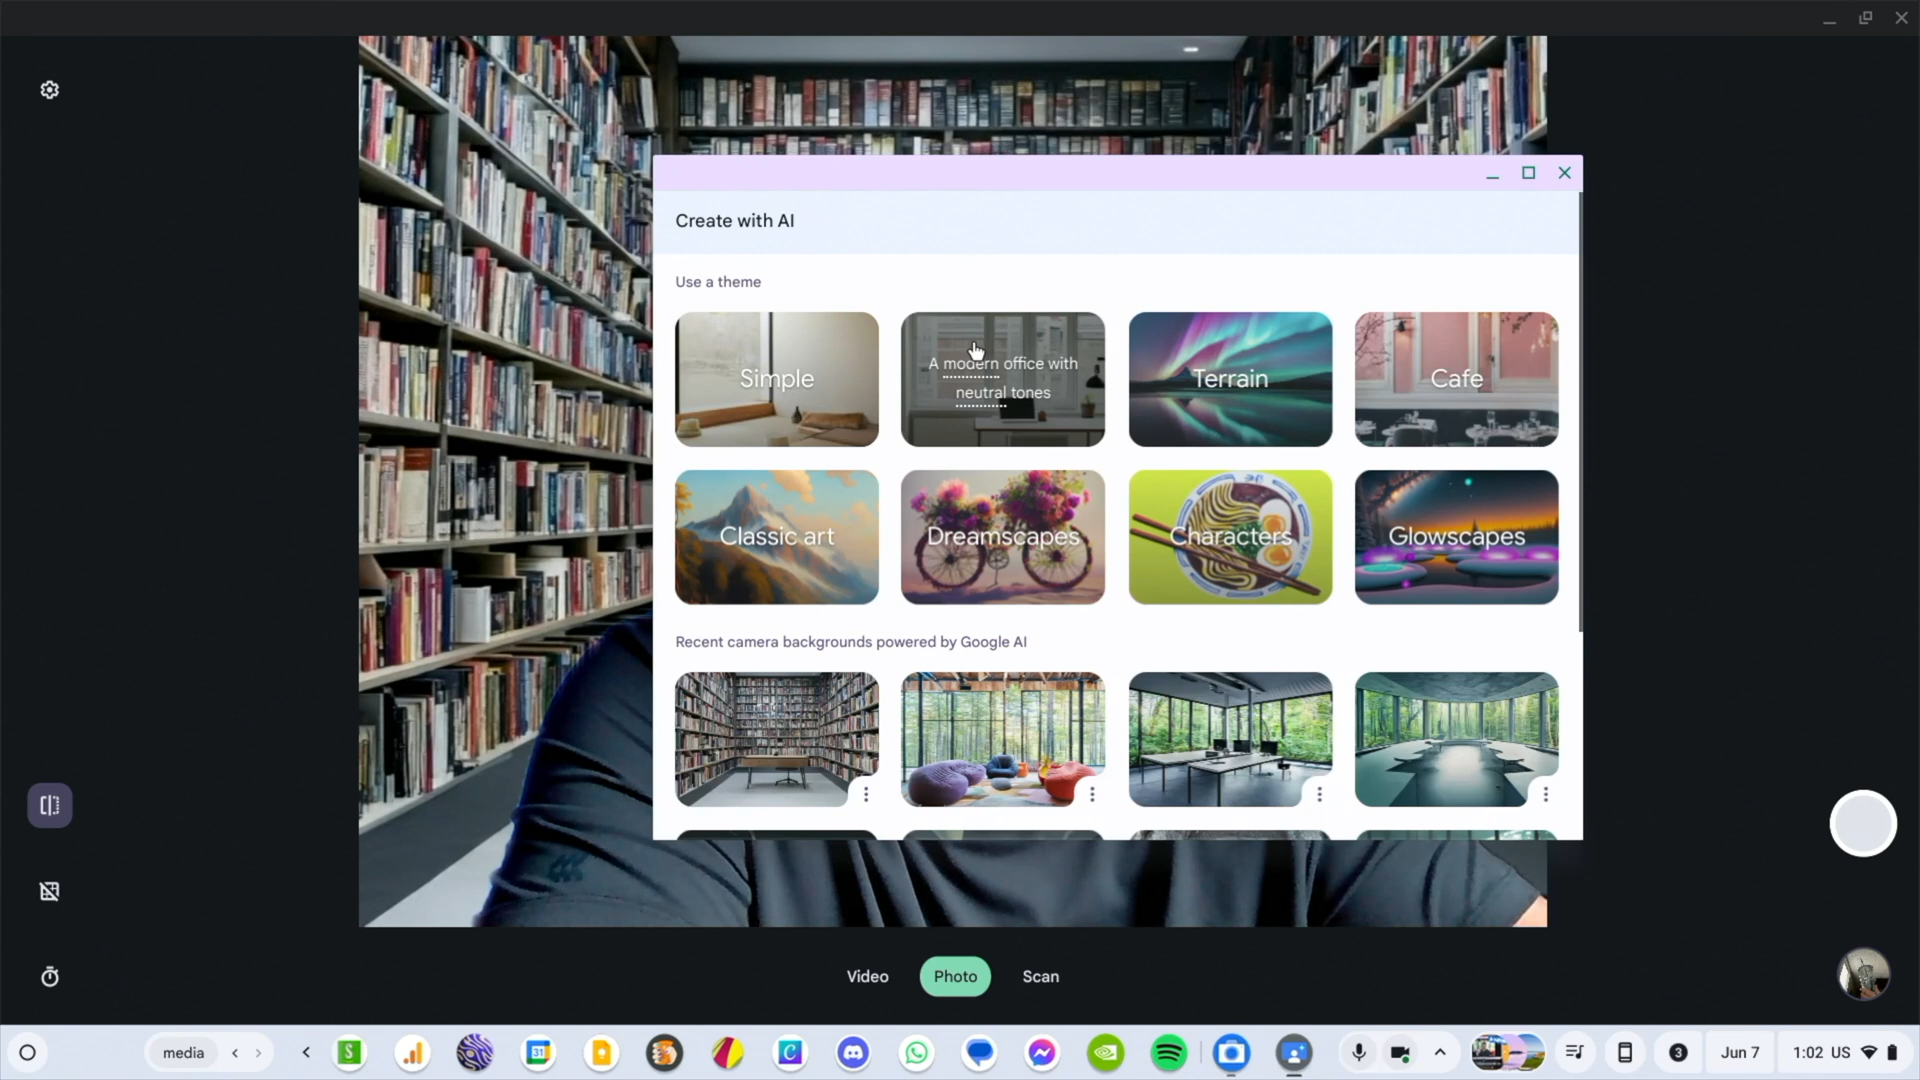 Create with AI
Use a theme
Simple
A modern office with
neutral tones
Terrain
Cafe
Classic art
Dreamscapes
Characters
Glowscapes
Recent camera backgrounds powered by Google AI
Video
Photo
Scan
media
S
31
C
3
Jun 7
1:02 US